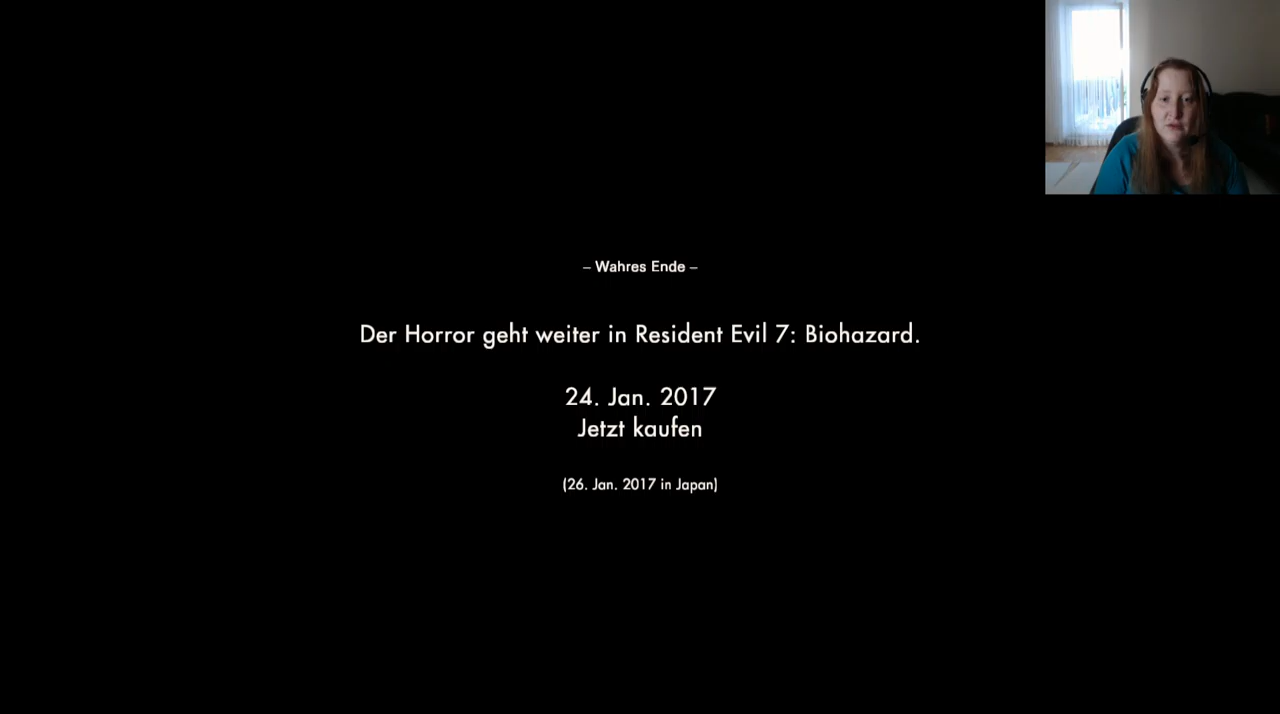 – Wahres Ende –
Der Horror geht weiter in Resident Evil 7: Biohazard.
24. Jan. 2017
Jetzt kaufen
(26. Jan. 2017 in Japan)